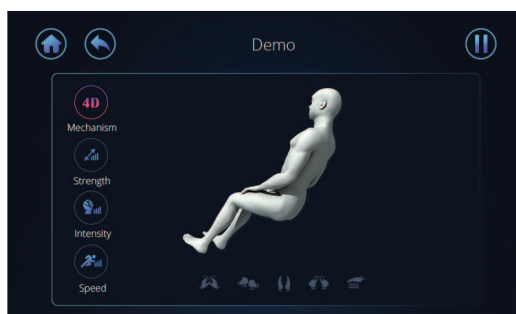 Demo
4D
Mechanism
Strength
Intensity
Speed